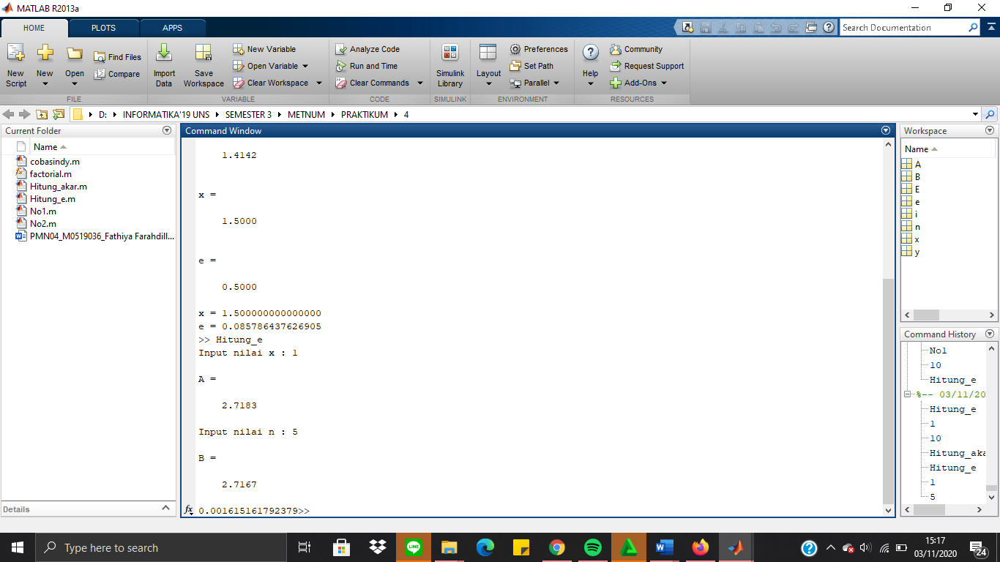 MATLAB R2013a
HOME PLOTS APPS
Search Documentation
New Script
New
Open
Find Files
Compare
FILE
Import Data
Save Workspace
New Variable
Open Variable
Clear Workspace
VARIABLE
Analyze Code
Run and Time
Clear Commands
CODE
Simulink Library
SIMULINK
Layout
Preferences
Set Path
Parallel
ENVIRONMENT
Help
Community
Request Support
Add-Ons
RESOURCES
D: INFORMATIKA'19 UNS SEMESTER 3 METNUM PRAKTIKUM 4
Current Folder
Name
cobasindy.m
factorial.m
Hitung_akar.m
Hitung_e.m
No1.m
No2.m
PMN04_M0519036_Fathiya Farahdill...
Details
Command Window
1.4142
x =
1.5000
e =
0.5000
x = 1.500000000000000
e = 0.085786437626905
>> Hitung_e
Input nilai x : 1
A =
2.7183
Input nilai n : 5
B =
2.7167
fx 0.001615161792379>>
Workspace
Name
A
B
E
e
i
n
x
y
Command History
No1
10
Hitung_e
%-- 03/11/20
Hitung_e
1
10
Hitung_aka
Hitung_e
1
5
Type here to search
LINE
15:17
03/11/2020
24